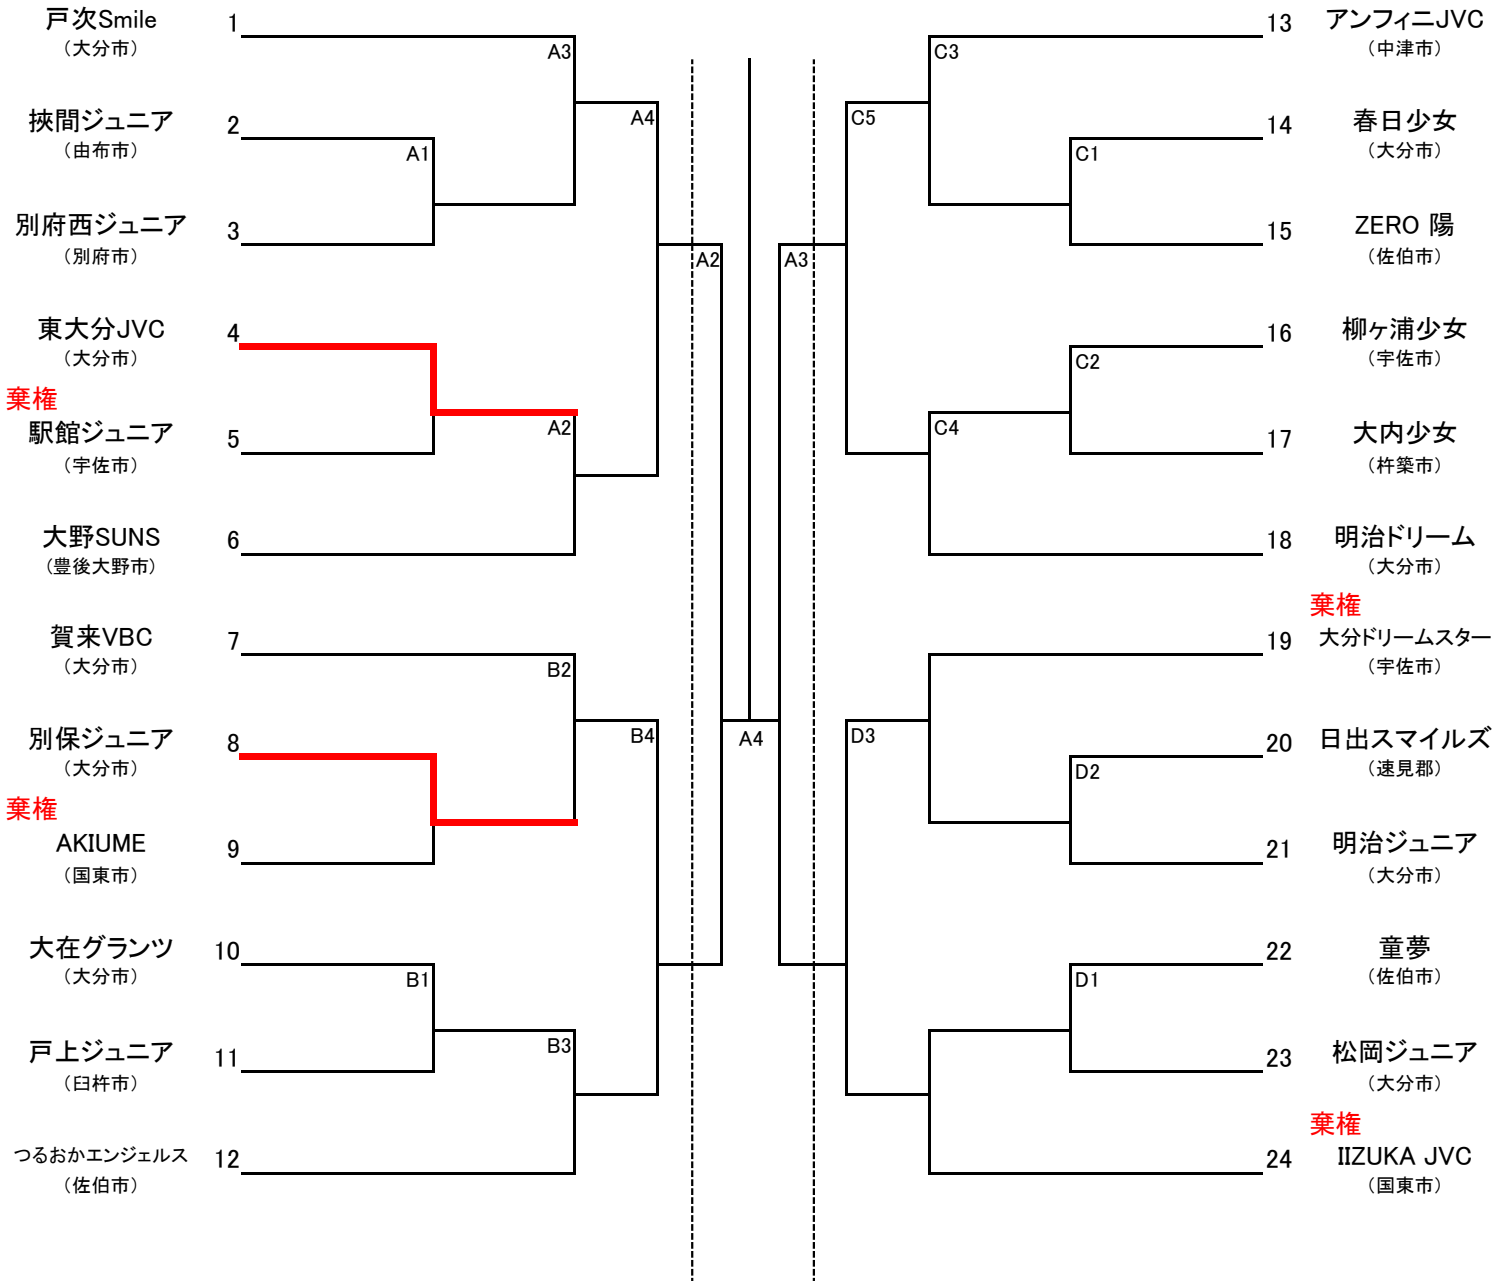 戸次Smile 1
（大分市）
A3
挾間ジュニア 2
（由布市）
A1
A4
別府西ジュニア 3
（別府市）
A2
東大分JVC 4
（大分市）
棄権
駅館ジュニア 5
（宇佐市）
A2
大野SUNS 6
（豊後大野市）
賀来VBC 7
（大分市）
B2
別保ジュニア 8
（大分市）
B4
棄権
AKIUME 9
（国東市）
大在グランツ 10
（大分市）
B1
戸上ジュニア 11
（臼杵市）
B3
つるおかエンジェルス 12
（佐伯市）
A4
13 アンフィニJVC
（中津市）
C3
14 春日少女
（大分市）
C5
C1
15 ZERO 陽
（佐伯市）
A3
16 柳ヶ浦少女
（宇佐市）
C2
17 大内少女
（杵築市）
C4
18 明治ドリーム
（大分市）
棄権
19 大分ドリームスター
（宇佐市）
20 日出スマイルズ
（速見郡）
D3
D2
21 明治ジュニア
（大分市）
22 童夢
（佐伯市）
D1
23 松岡ジュニア
（大分市）
棄権
24 IIZUKA JVC
（国東市）